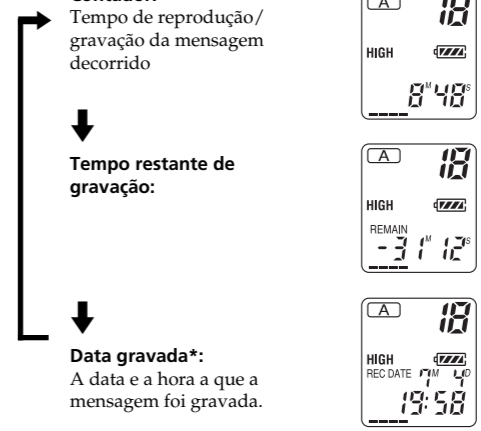 Tempo de reprodução/
gravação da mensagem
decorrido
A 18
HIGH
8M48S
Tempo restante de
gravação:
A 18
HIGH
REMAIN
-31M12S
Data gravada*:
A data e a hora a que a
mensagem foi gravada.
A 18
HIGH
REC DATE 7M 4D
19:58